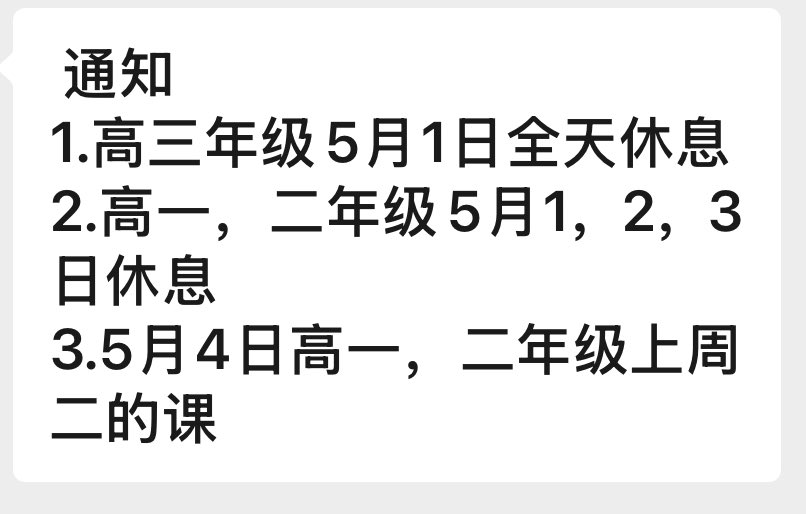 通知
1.高三年级5月1日全天休息
2.高一，二年级5月1，2，3
日休息
3.5月4日高一，二年级上周
二的课